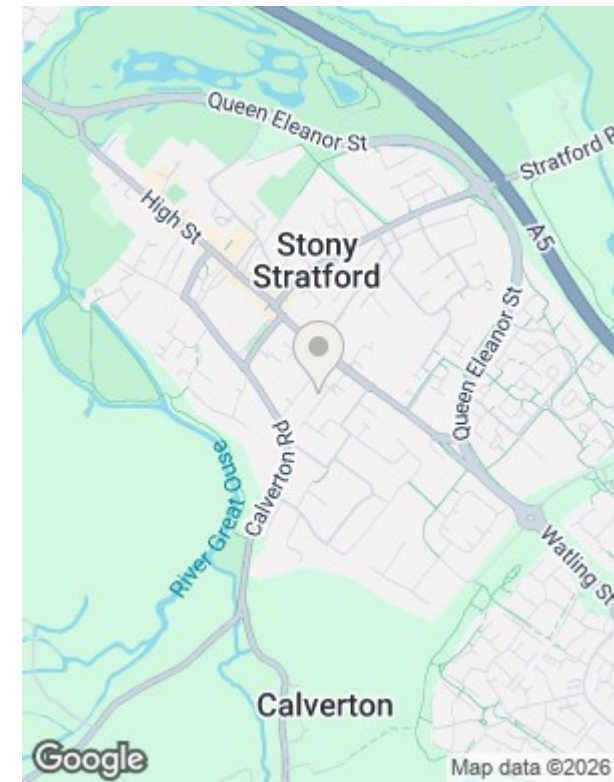 Queen Eleanor St
Stratford R
High St
Stony
Stratford
A5
Queen Eleanor St
Calverton Rd
River Great Ouse
Watling St
Calverton
Google
Map data ©2026